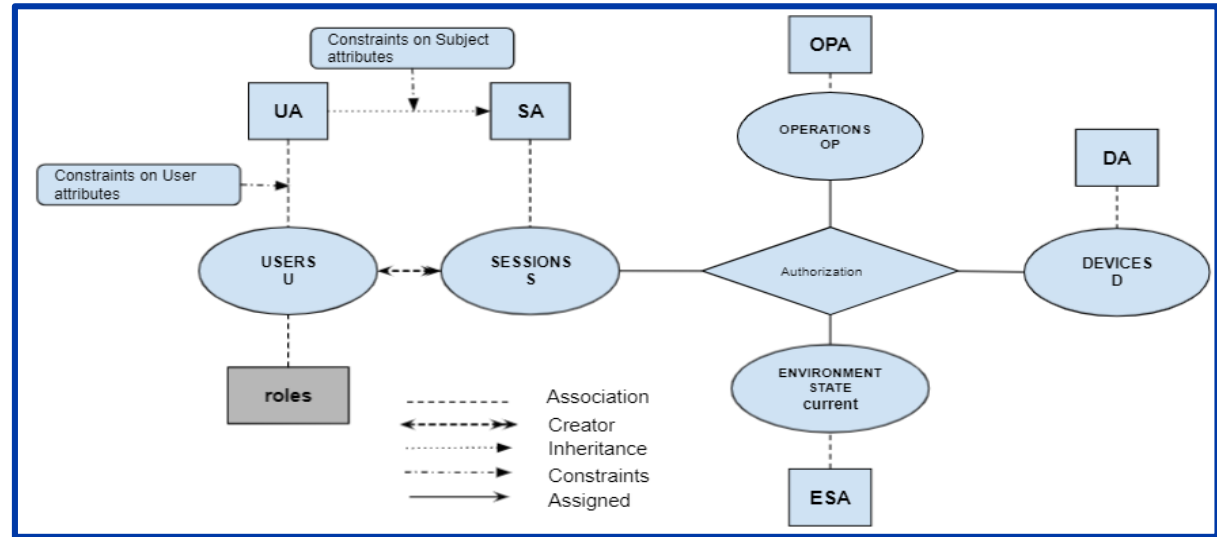 Constraints on Subject
attributes
OPA
UA
SA
OPERATIONS
OP
DA
Constraints on User
attributes
USERS
U
SESSIONS
S
Authorization
DEVICES
D
roles
ENVIRONMENT
STATE
current
Association
Creator
Inheritance
Constraints
Assigned
ESA